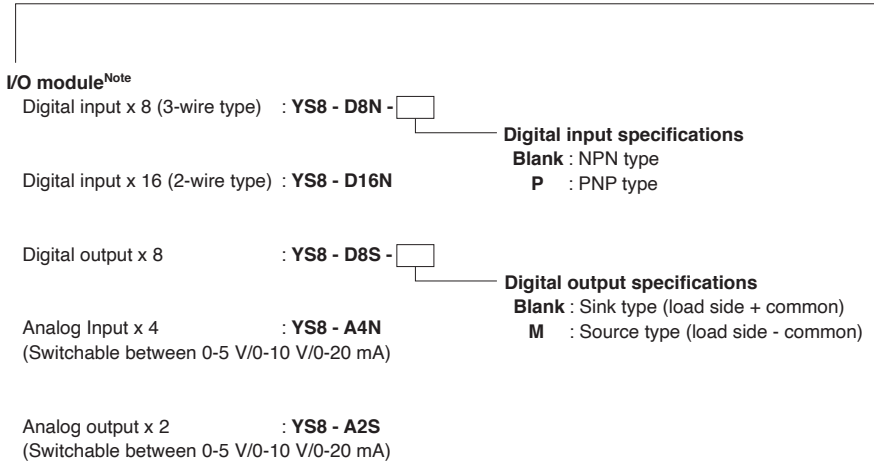 I/O moduleNote
Digital input x 8 (3-wire type) : YS8 - D8N -
Digital input specifications
Blank : NPN type
P : PNP type
Digital input x 16 (2-wire type) : YS8 - D16N
Digital output x 8 : YS8 - D8S -
Digital output specifications
Blank : Sink type (load side + common)
M : Source type (load side - common)
Analog Input x 4 : YS8 - A4N
(Switchable between 0-5 V/0-10 V/0-20 mA)
Analog output x 2 : YS8 - A2S
(Switchable between 0-5 V/0-10 V/0-20 mA)